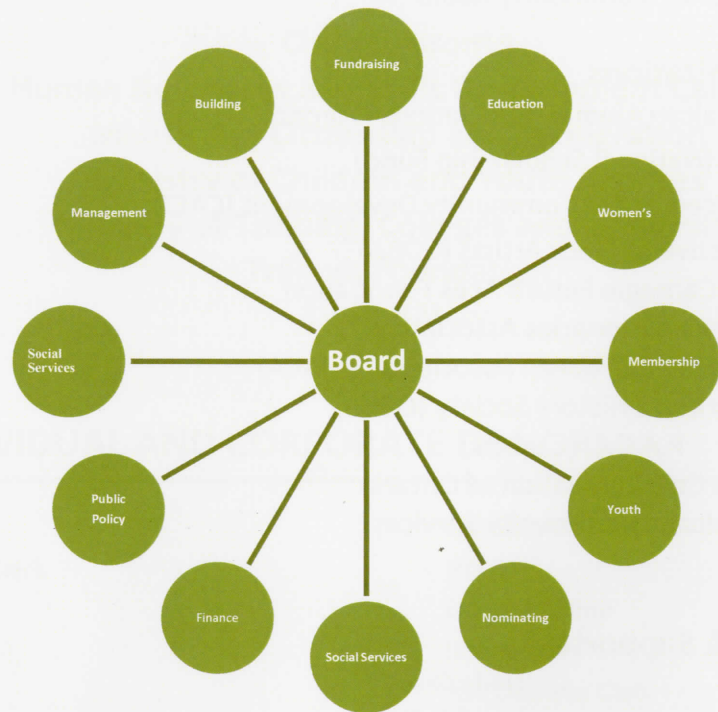 Fundraising
Education
Women's
Membership
Youth
Nominating
Social Services
Finance
Public
Policy
Social
Services
Management
Building
Board